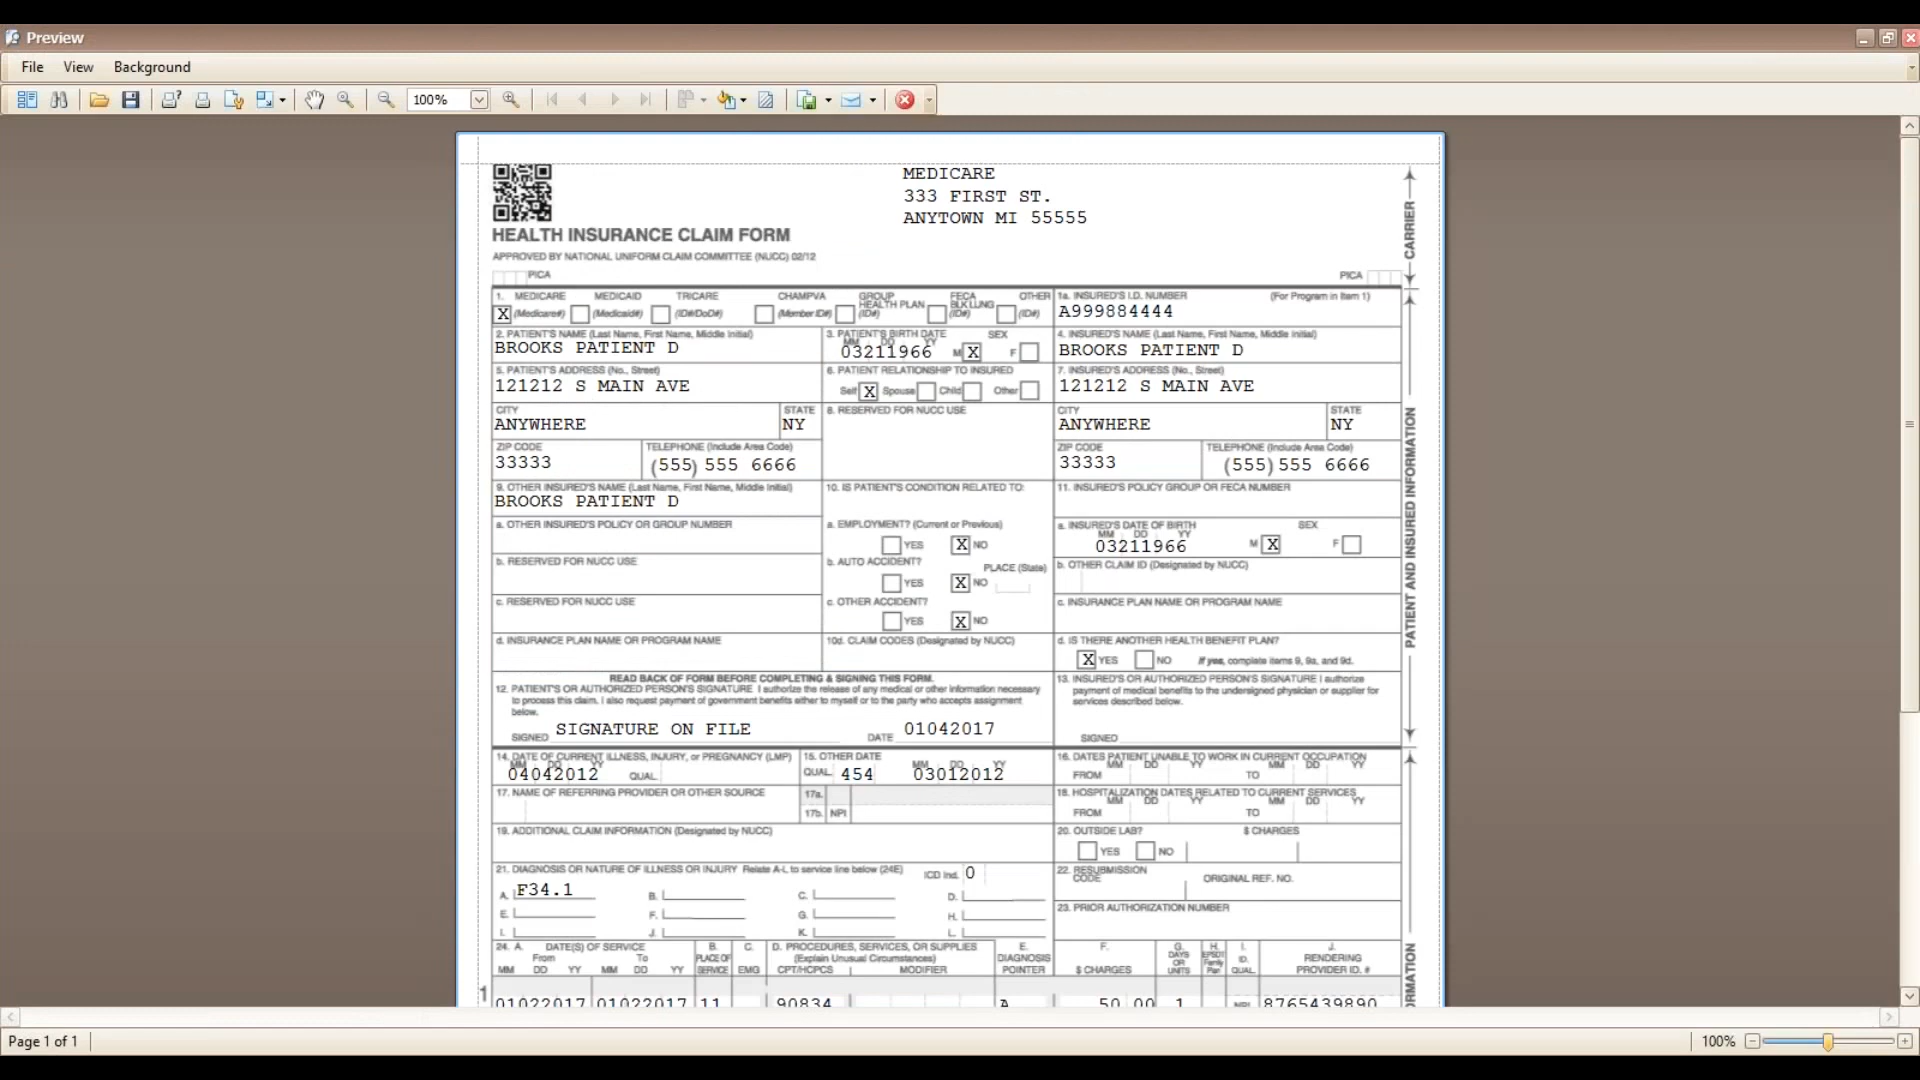 Preview
File View Background
100%
MEDICARE
333 FIRST ST.
ANYTOWN MI 55555
HEALTH INSURANCE CLAIM FORM
APPROVED BY NATIONAL UNIFORM CLAIM COMMITTEE (NUCC) 02/12
PICA PICA
CARRIER
1. MEDICARE MEDICAID TRICARE CHAMPVA GROUP HEALTH PLAN FECA BLK LUNG OTHER 1a. INSURED'S I.D. NUMBER (For Program in Item 1)
X (Medicare#) (Medicaid#) (ID#/DoD#) (Member ID#) (ID#) (ID#) (ID#) A999884444
2. PATIENT'S NAME (Last Name, First Name, Middle Initial) 3. PATIENT'S BIRTH DATE SEX 4. INSURED'S NAME (Last Name, First Name, Middle Initial)
MM DD YY
BROOKS PATIENT D 03211966 M X F BROOKS PATIENT D
5. PATIENT'S ADDRESS (No., Street) 6. PATIENT RELATIONSHIP TO INSURED 7. INSURED'S ADDRESS (No., Street)
121212 S MAIN AVE Self X Spouse Child Other 121212 S MAIN AVE
CITY STATE 8. RESERVED FOR NUCC USE CITY STATE
ANYWHERE NY ANYWHERE NY
ZIP CODE TELEPHONE (Include Area Code) ZIP CODE TELEPHONE (Include Area Code)
33333 (555) 555 6666 33333 (555) 555 6666
9. OTHER INSURED'S NAME (Last Name, First Name, Middle Initial) 10. IS PATIENT'S CONDITION RELATED TO: 11. INSURED'S POLICY GROUP OR FECA NUMBER
BROOKS PATIENT D
a. OTHER INSURED'S POLICY OR GROUP NUMBER a. EMPLOYMENT? (Current or Previous) a. INSURED'S DATE OF BIRTH SEX
MM DD YY
YES X NO 03211966 M X F
b. RESERVED FOR NUCC USE b. AUTO ACCIDENT? PLACE (State) b. OTHER CLAIM ID (Designated by NUCC)
YES X NO
c. RESERVED FOR NUCC USE c. OTHER ACCIDENT? c. INSURANCE PLAN NAME OR PROGRAM NAME
YES X NO
d. INSURANCE PLAN NAME OR PROGRAM NAME 10d. CLAIM CODES (Designated by NUCC) d. IS THERE ANOTHER HEALTH BENEFIT PLAN?
X YES NO If yes, complete items 9, 9a, and 9d.
PATIENT AND INSURED INFORMATION
READ BACK OF FORM BEFORE COMPLETING & SIGNING THIS FORM.
12. PATIENT'S OR AUTHORIZED PERSON'S SIGNATURE I authorize the release of any medical or other information necessary
to process this claim. I also request payment of government benefits either to myself or to the party who accepts assignment
below.
SIGNED SIGNATURE ON FILE DATE 01042017
13. INSURED'S OR AUTHORIZED PERSON'S SIGNATURE I authorize
payment of medical benefits to the undersigned physician or supplier for
services described below.
SIGNED
14. DATE OF CURRENT ILLNESS, INJURY, or PREGNANCY (LMP) 15. OTHER DATE 16. DATES PATIENT UNABLE TO WORK IN CURRENT OCCUPATION
MM DD YY MM DD YY MM DD YY MM DD YY
04042012 QUAL. QUAL. 454 03012012 FROM TO
17. NAME OF REFERRING PROVIDER OR OTHER SOURCE 17a. 18. HOSPITALIZATION DATES RELATED TO CURRENT SERVICES
MM DD YY MM DD YY
17b. NPI FROM TO
19. ADDITIONAL CLAIM INFORMATION (Designated by NUCC) 20. OUTSIDE LAB? $ CHARGES
YES NO
21. DIAGNOSIS OR NATURE OF ILLNESS OR INJURY Relate A-L to service line below (24E) ICD Ind. 0 22. RESUBMISSION CODE ORIGINAL REF. NO.
A. F34.1 B. C. D.
E. F. G. H. 23. PRIOR AUTHORIZATION NUMBER
I. J. K. L.
24. A. DATE(S) OF SERVICE B. C. D. PROCEDURES, SERVICES, OR SUPPLIES E. F. G. H. I. J.
From To PLACE OF (Explain Unusual Circumstances) DIAGNOSIS DAYS OR UNITS EPSDT Family Plan ID. RENDERING
MM DD YY MM DD YY SERVICE EMG CPT/HCPCS MODIFIER POINTER $ CHARGES QUAL. PROVIDER ID. #
1 01022017 01022017 11 90834 A 50 00 1 NPI 8765439890
RMATION
Page 1 of 1 100%